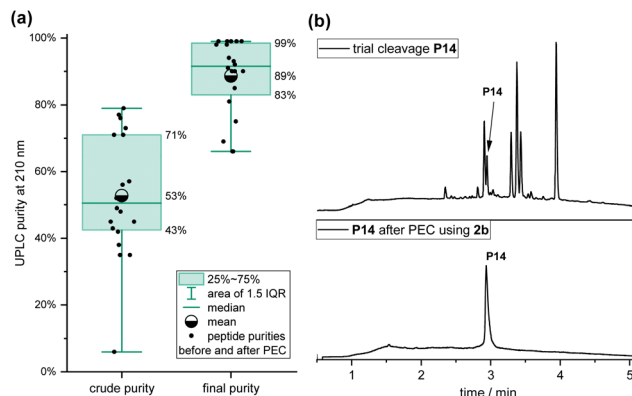 (a)
UPLC purity at 210 nm
100%
80%
60%
40%
20%
0%
71%
53%
43%
99%
89%
83%
25%~75%
area of 1.5 IQR
median
mean
peptide purities
before and after PEC
crude purity
final purity
(b)
trial cleavage P14
P14
P14 after PEC using 2b
P14
1 2 3 4 5
time / min